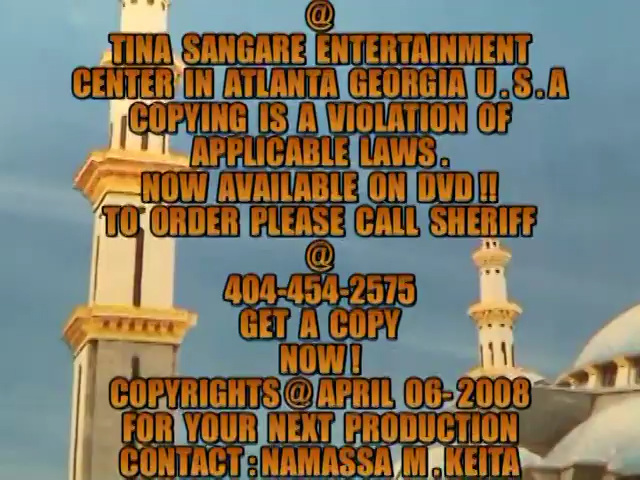 @
TINA SANGARE ENTERTAINMENT
CENTER IN ATLANTA GEORGIA U.S.A
COPYING IS A VIOLATION OF
APPLICABLE LAWS.
NOW AVAILABLE ON DVD!!
TO ORDER PLEASE CALL SHERIFF
@
404-454-2575
GET A COPY
NOW!
COPYRIGHTS@APRIL 06-2008
FOR YOUR NEXT PRODUCTION
CONTACT:NAMASSA M.KEITA